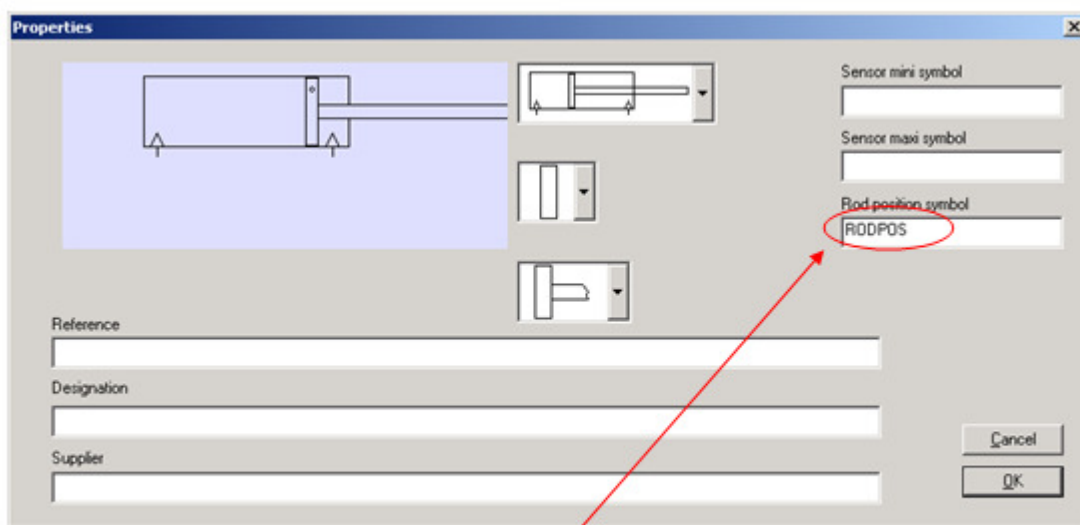 Properties
Sensor mini symbol
Sensor maxi symbol
Rod position symbol
RODPOS
Reference
Designation
Supplier
Cancel
OK